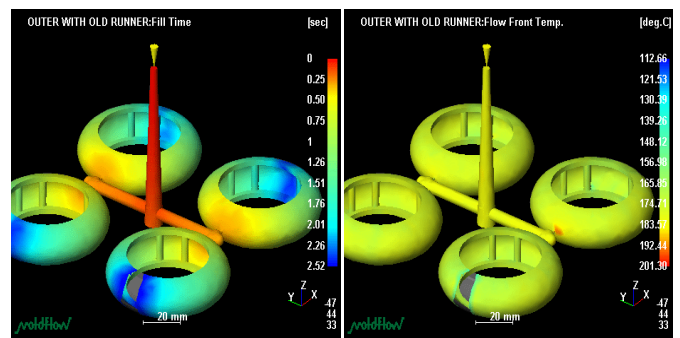 OUTER WITH OLD RUNNER:Fill Time [sec]
0
0.25
0.50
0.75
1
1.26
1.51
1.76
2.01
2.26
2.52
Z
Y X
-47
44
33
20 mm
moldflow
OUTER WITH OLD RUNNER:Flow Front Temp. [deg.C]
112.66
121.53
130.39
139.26
148.12
156.98
165.85
174.71
183.57
192.44
201.30
Z
Y X
-47
44
33
20 mm
moldflow